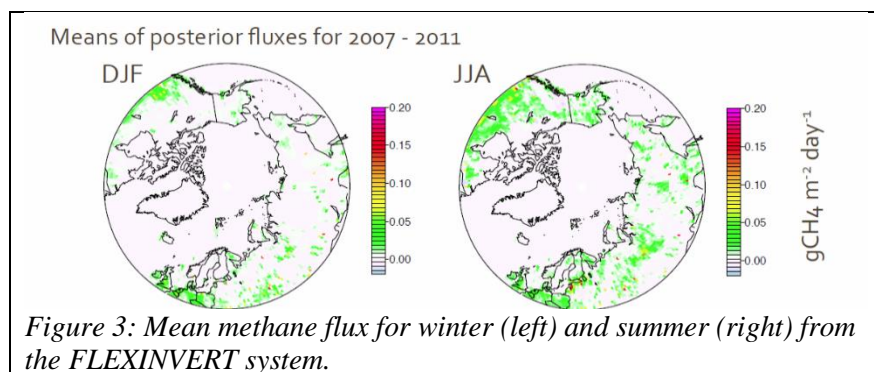 Means of posterior fluxes for 2007 - 2011
DJF
JJA
0.20
0.15
0.10
0.05
0.00
0.20
0.15
0.10
0.05
0.00
gCH4 m⁻² day⁻¹
Figure 3: Mean methane flux for winter (left) and summer (right) from
the FLEXINVERT system.